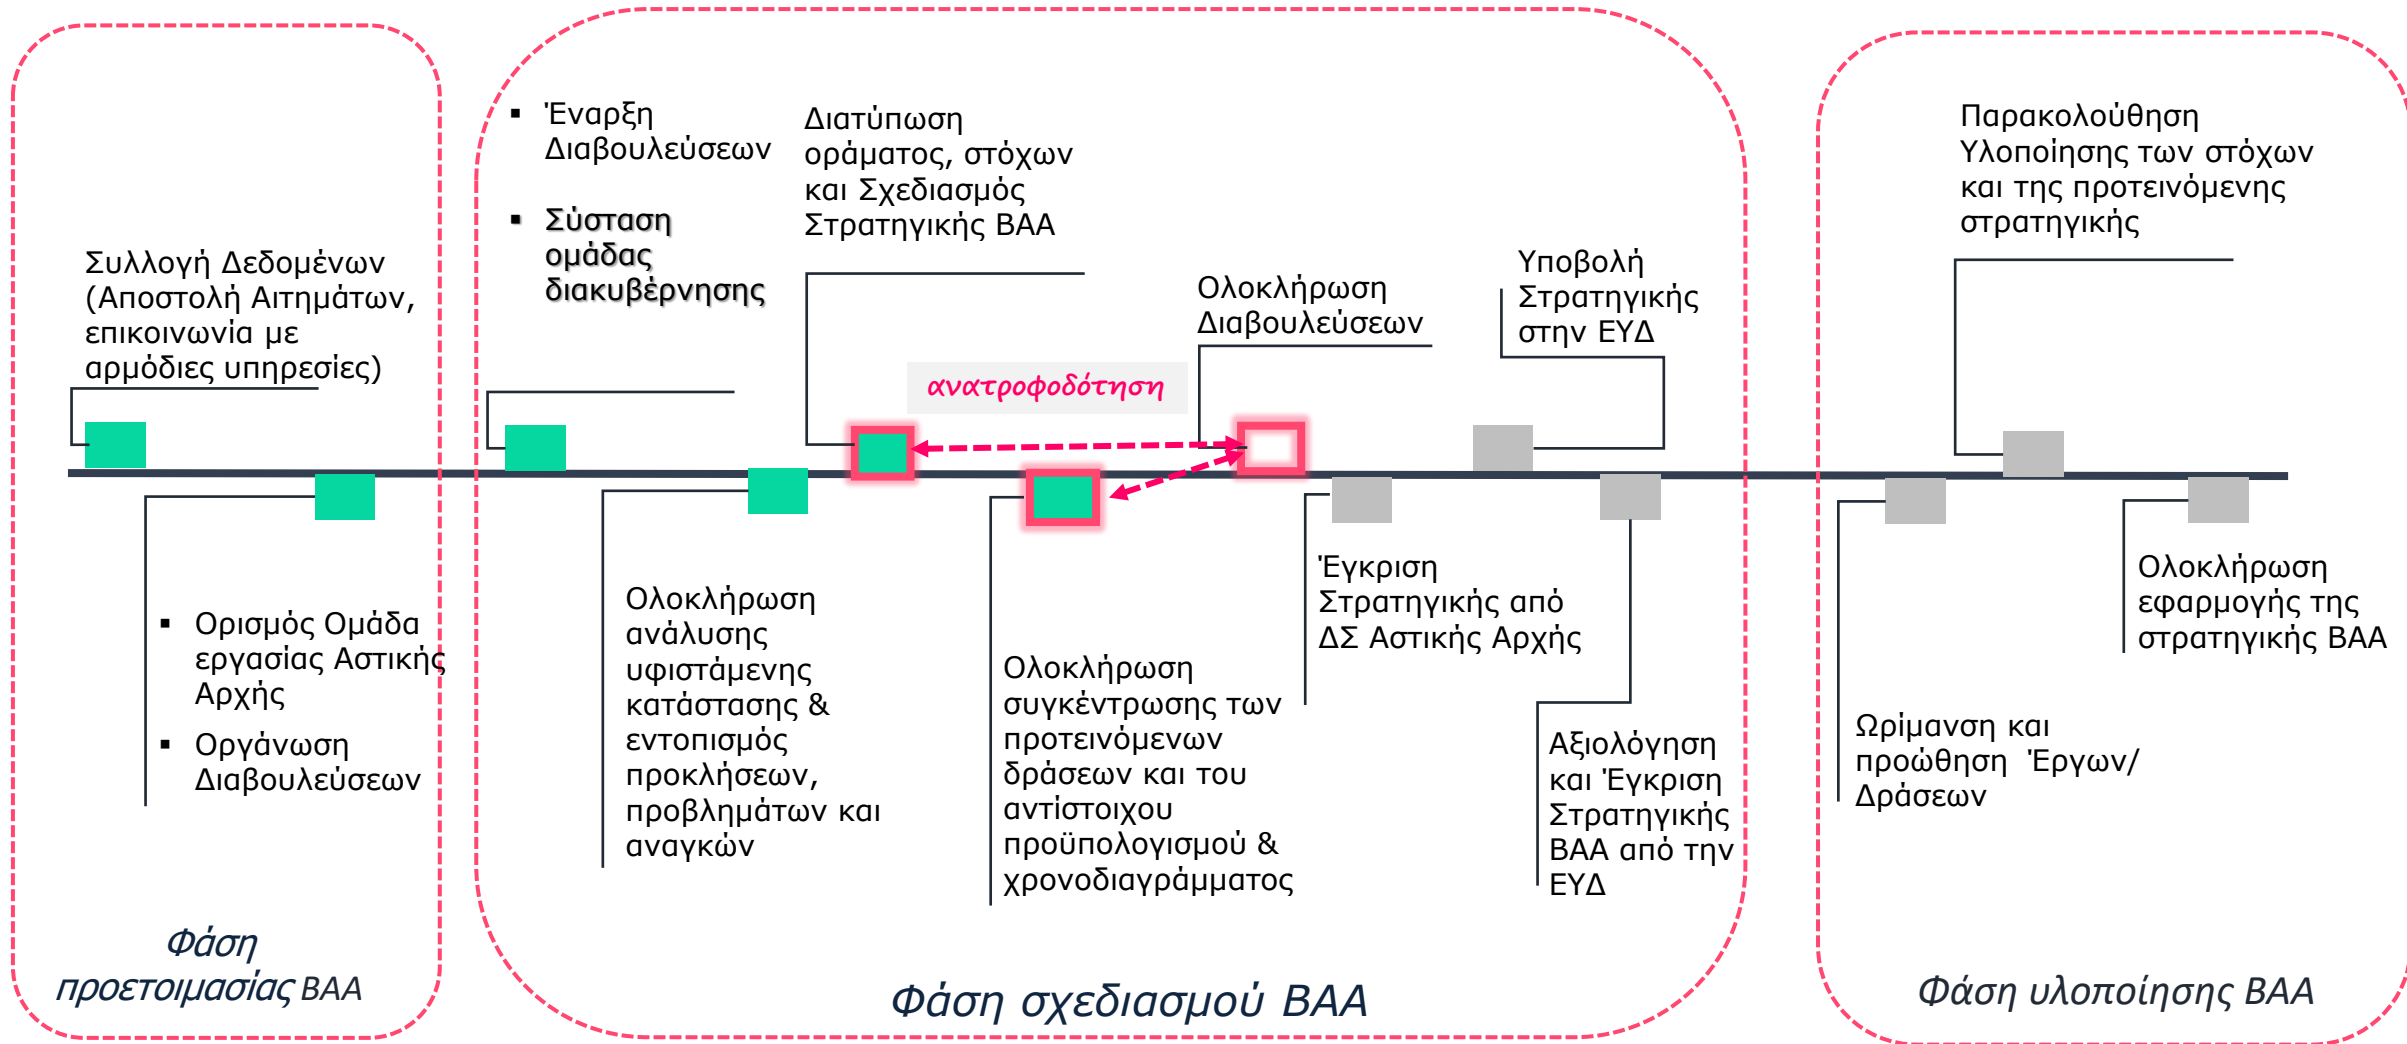 Συλλογή Δεδομένων
(Αποστολή Αιτημάτων,
επικοινωνία με
αρμόδιες υπηρεσίες)
▪ Ορισμός Ομάδα
εργασίας Αστικής
Αρχής
▪ Οργάνωση
Διαβουλεύσεων
Φάση
προετοιμασίας ΒΑΑ
▪ Έναρξη
Διαβουλεύσεων
▪ Σύσταση
ομάδας
διακυβέρνησης
Ολοκλήρωση
ανάλυσης
υφιστάμενης
κατάστασης &
εντοπισμός
προκλήσεων,
προβλημάτων και
αναγκών
Διατύπωση
οράματος, στόχων
και Σχεδιασμός
Στρατηγικής ΒΑΑ
ανατροφοδότηση
Ολοκλήρωση
συγκέντρωσης των
προτεινόμενων
δράσεων και του
αντίστοιχου
προϋπολογισμού &
χρονοδιαγράμματος
Ολοκλήρωση
Διαβουλεύσεων
Έγκριση
Στρατηγικής από
ΔΣ Αστικής Αρχής
Υποβολή
Στρατηγικής
στην ΕΥΔ
Αξιολόγηση
και Έγκριση
Στρατηγικής
ΒΑΑ από την
ΕΥΔ
Φάση σχεδιασμού ΒΑΑ
Ωρίμανση και
προώθηση Έργων/
Δράσεων
Παρακολούθηση
Υλοποίησης των στόχων
και της προτεινόμενης
στρατηγικής
Ολοκλήρωση
εφαρμογής της
στρατηγικής ΒΑΑ
Φάση υλοποίησης ΒΑΑ